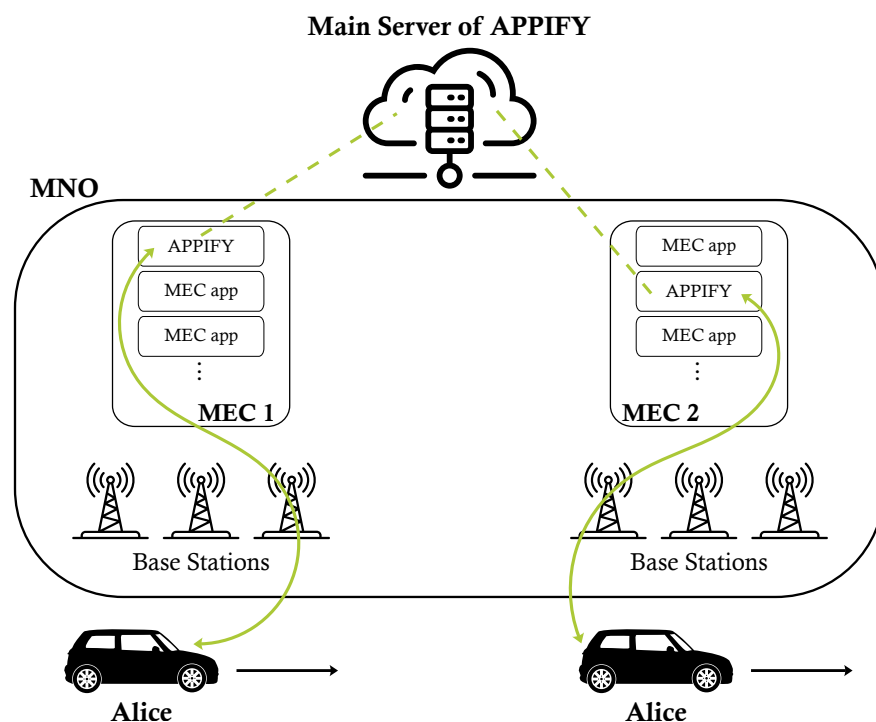 Main Server of APPIFY
MNO
APPIFY
MEC app
MEC app
⋮
MEC 1
MEC app
APPIFY
MEC app
⋮
MEC 2
Base Stations
Base Stations
Alice
Alice